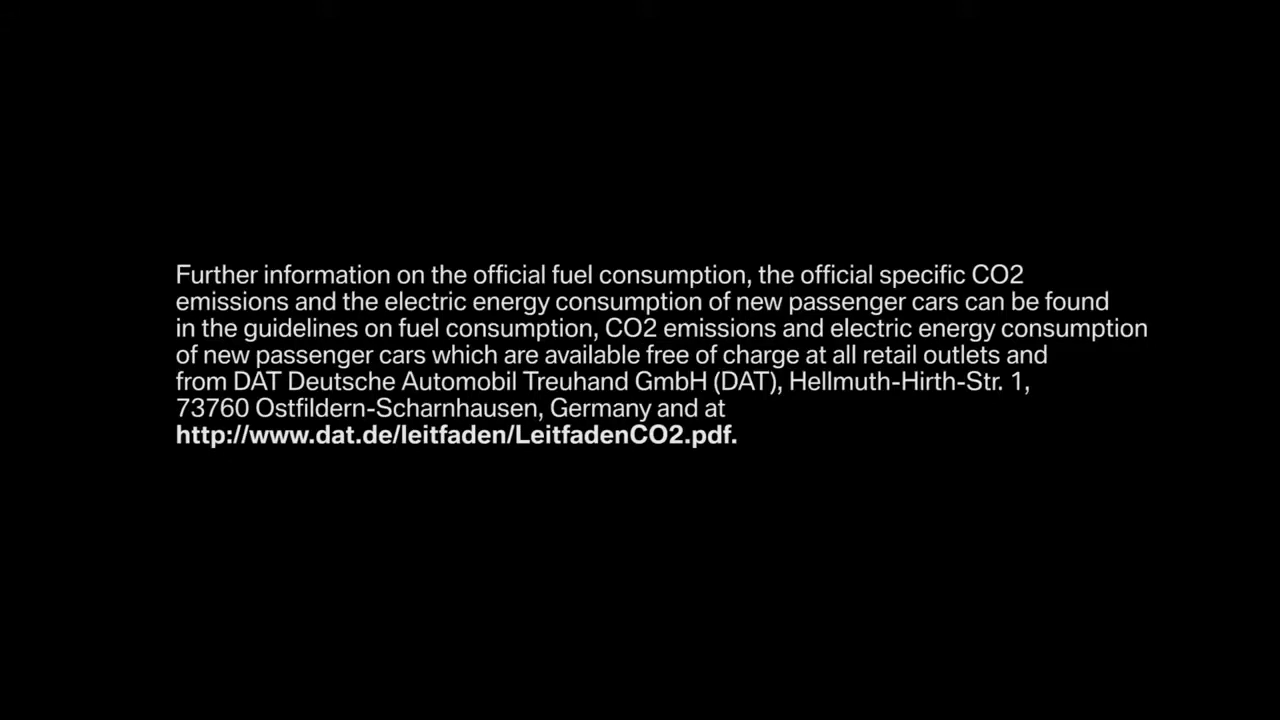 Further information on the official fuel consumption, the official specific CO2
emissions and the electric energy consumption of new passenger cars can be found
in the guidelines on fuel consumption, CO2 emissions and electric energy consumption
of new passenger cars which are available free of charge at all retail outlets and
from DAT Deutsche Automobil Treuhand GmbH (DAT), Hellmuth-Hirth-Str. 1,
73760 Ostfildern-Scharnhausen, Germany and at
http://www.dat.de/leitfaden/LeitfadenCO2.pdf.